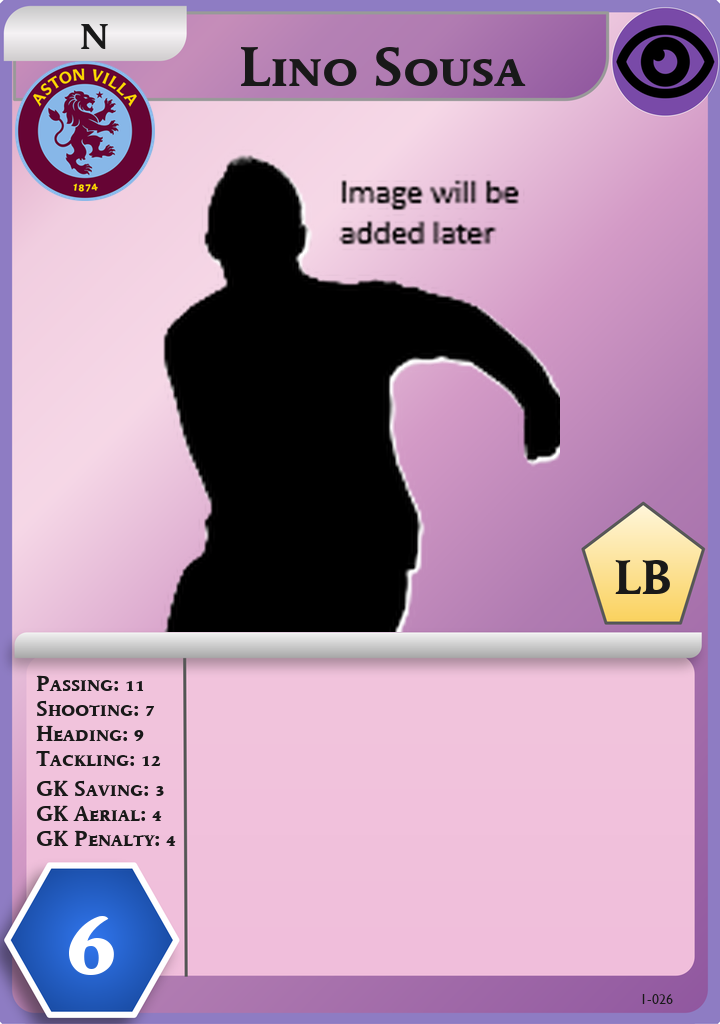 N
Lino Sousa
ASTON VILLA
1874
Image will be
added later
LB
Passing: 11
Shooting: 7
Heading: 9
Tackling: 12
GK Saving: 3
GK Aerial: 4
GK Penalty: 4
6
1-026